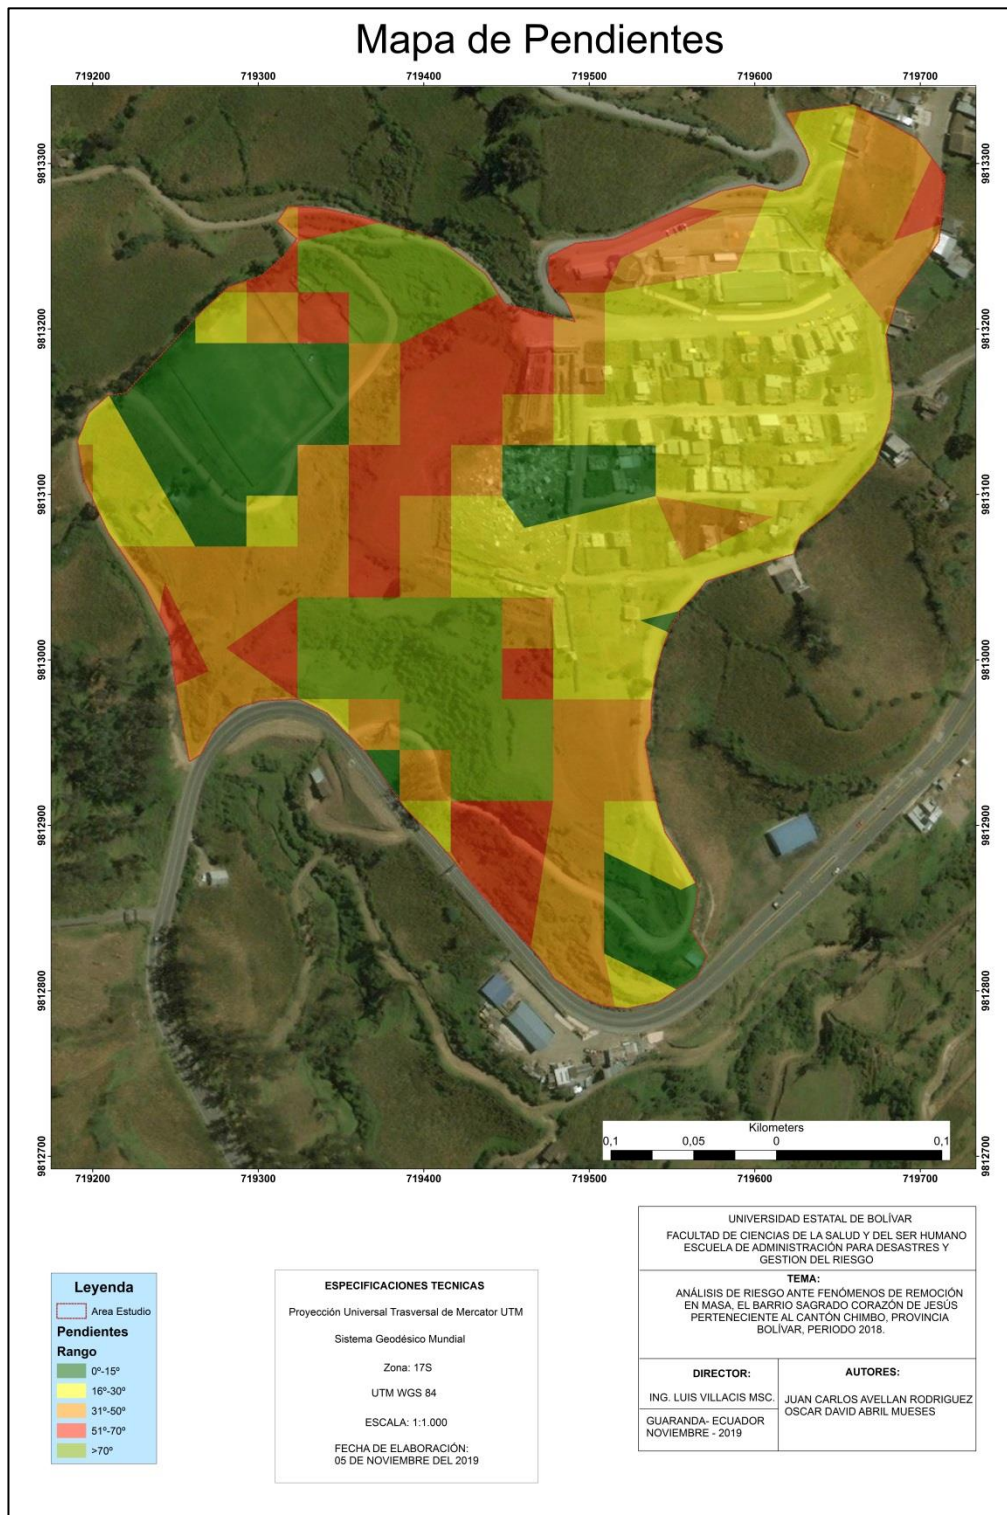 Mapa de Pendientes
719200 719300 719400 719500 719600 719700
9813300 9813300
9813200 9813200
9813100 9813100
9813000 9813000
9812900 9812900
9812800 9812800
9812700 9812700
Kilometers
0,1 0,05 0 0,1
719200 719300 719400 719500 719600 719700
Leyenda
Area Estudio
Pendientes
Rango
0º-15º
16º-30º
31º-50º
51º-70º
>70º
ESPECIFICACIONES TECNICAS
Proyección Universal Trasversal de Mercator UTM
Sistema Geodésico Mundial
Zona: 17S
UTM WGS 84
ESCALA: 1:1.000
FECHA DE ELABORACIÓN:
05 DE NOVIEMBRE DEL 2019
UNIVERSIDAD ESTATAL DE BOLÍVAR
FACULTAD DE CIENCIAS DE LA SALUD Y DEL SER HUMANO
ESCUELA DE ADMINISTRACIÓN PARA DESASTRES Y
GESTION DEL RIESGO
TEMA:
ANÁLISIS DE RIESGO ANTE FENÓMENOS DE REMOCIÓN
EN MASA, EL BARRIO SAGRADO CORAZÓN DE JESÚS
PERTENECIENTE AL CANTÓN CHIMBO, PROVINCIA
BOLÍVAR, PERIODO 2018.
DIRECTOR:
ING. LUIS VILLACIS MSC.
GUARANDA- ECUADOR
NOVIEMBRE - 2019
AUTORES:
JUAN CARLOS AVELLAN RODRIGUEZ
OSCAR DAVID ABRIL MUESES